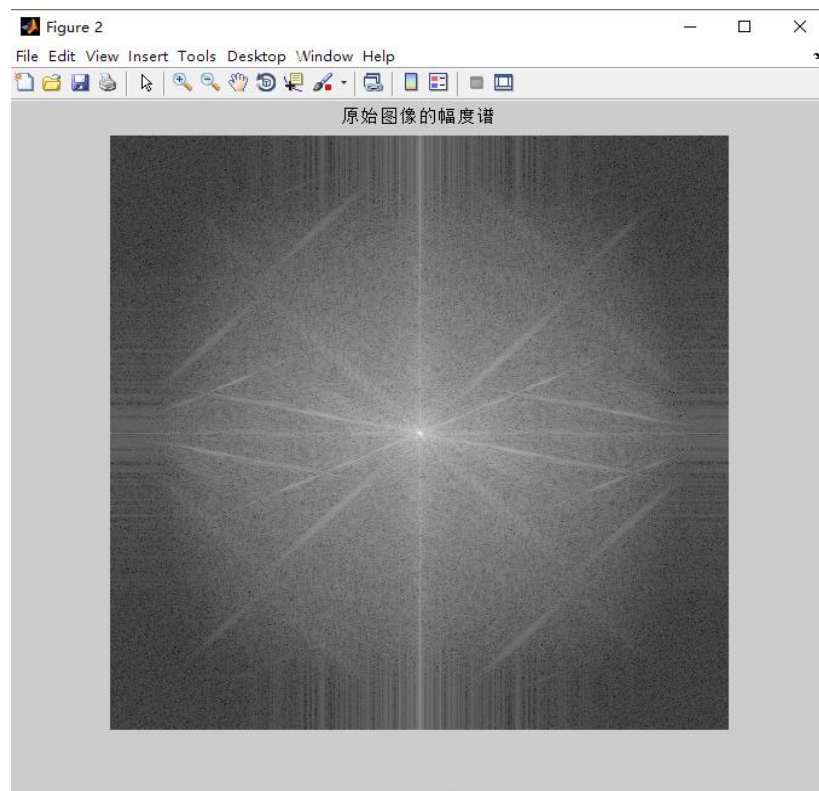 Figure 2
File Edit View Insert Tools Desktop Window Help
原始图像的幅度谱